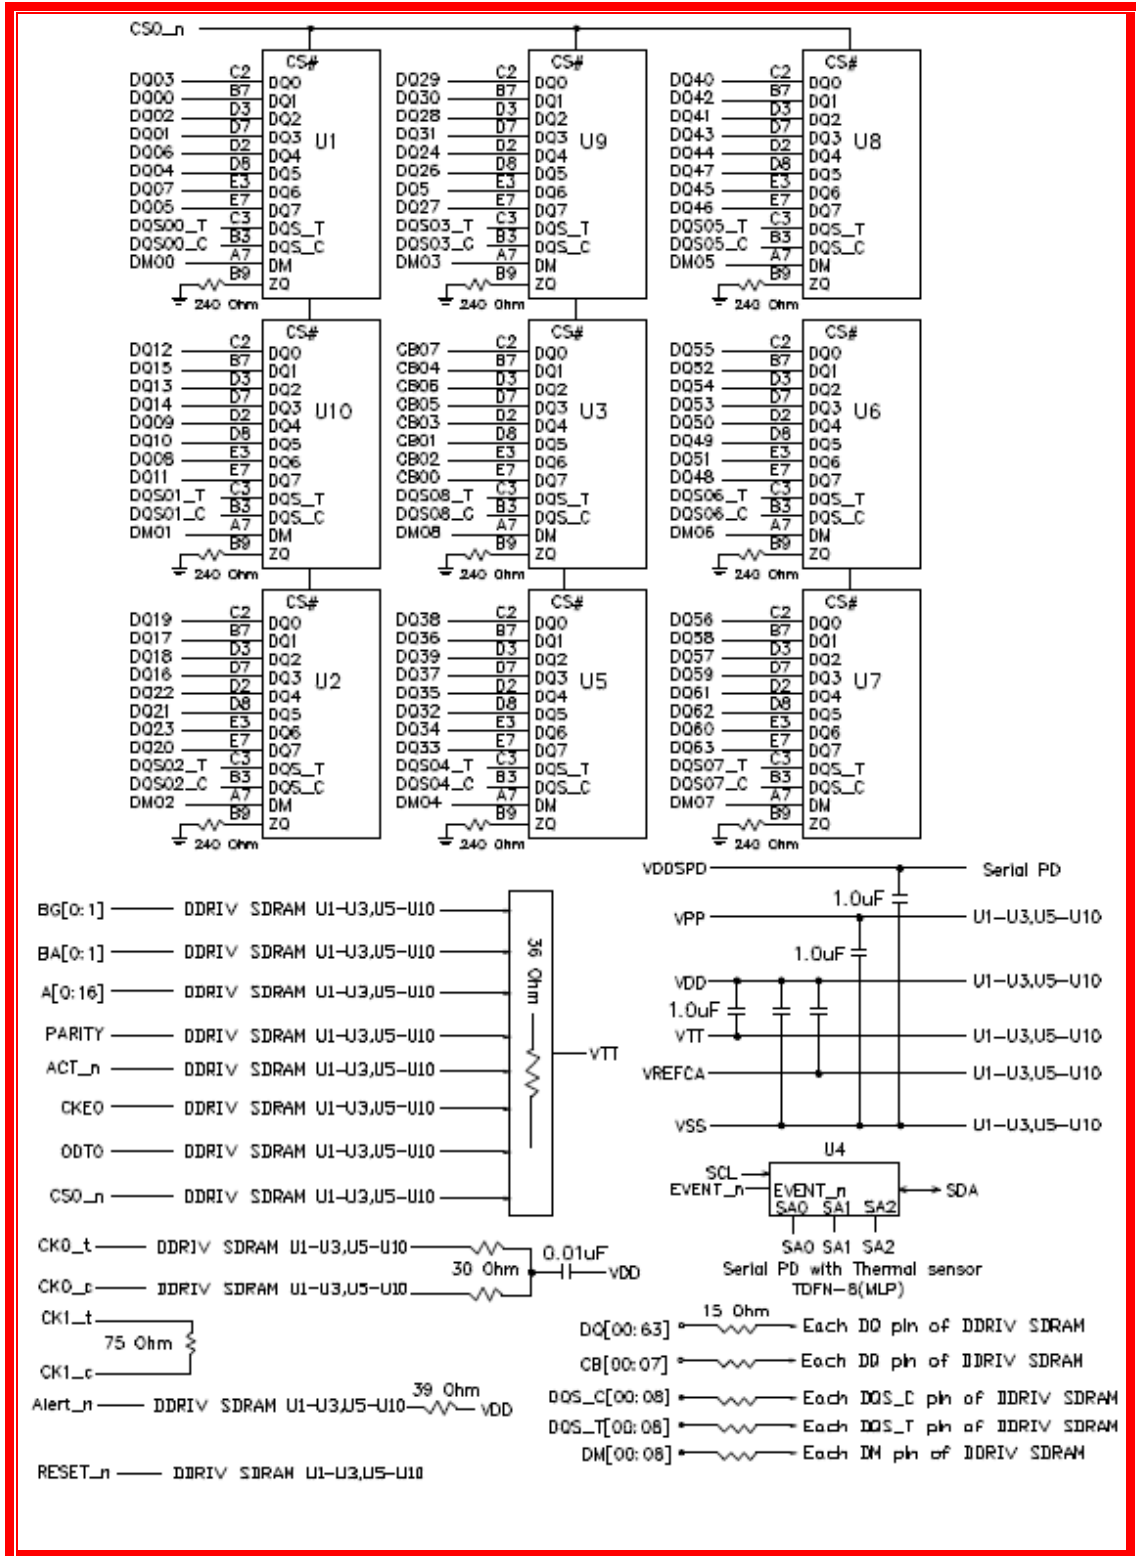 CS0_n
CS#
DQ03 C2 DQ0
DQ00 B7 DQ1
DQ02 D3 DQ2
DQ01 D7 DQ3
DQ06 D2 DQ4
DQ04 D8 DQ5
DQ07 E3 DQ6
DQ05 E7 DQ7
DQS00_T C3 DQS_T
DQS00_C B3 DQS_C
DM00 A7 DM
B9 ZQ
240 Ohm
U1
CS#
DQ29 C2 DQ0
DQ30 B7 DQ1
DQ28 D3 DQ2
DQ31 D7 DQ3
DQ24 D2 DQ4
DQ26 D8 DQ5
DQ5 E3 DQ6
DQ27 E7 DQ7
DQS03_T C3 DQS_T
DQS03_C B3 DQS_C
DM03 A7 DM
B9 ZQ
240 Ohm
U9
CS#
DQ40 C2 DQ0
DQ42 B7 DQ1
DQ41 D3 DQ2
DQ43 D7 DQ3
DQ44 D2 DQ4
DQ47 D8 DQ5
DQ45 E3 DQ6
DQ46 E7 DQ7
DQS05_T C3 DQS_T
DQS05_C B3 DQS_C
DM05 A7 DM
B9 ZQ
240 Ohm
U8
CS#
DQ12 C2 DQ0
DQ15 B7 DQ1
DQ13 D3 DQ2
DQ14 D7 DQ3
DQ09 D2 DQ4
DQ10 D8 DQ5
DQ08 E3 DQ6
DQ11 E7 DQ7
DQS01_T C3 DQS_T
DQS01_C B3 DQS_C
DM01 A7 DM
B9 ZQ
240 Ohm
U10
CS#
CB07 C2 DQ0
CB04 B7 DQ1
CB06 D3 DQ2
CB05 D7 DQ3
CB03 D2 DQ4
CB01 D8 DQ5
CB02 E3 DQ6
CB00 E7 DQ7
DQS08_T C3 DQS_T
DQS08_C B3 DQS_C
DM08 A7 DM
B9 ZQ
240 Ohm
U3
CS#
DQ55 C2 DQ0
DQ52 B7 DQ1
DQ54 D3 DQ2
DQ53 D7 DQ3
DQ50 D2 DQ4
DQ49 D8 DQ5
DQ51 E3 DQ6
DQ48 E7 DQ7
DQS06_T C3 DQS_T
DQS06_C B3 DQS_C
DM06 A7 DM
B9 ZQ
240 Ohm
U6
CS#
DQ19 C2 DQ0
DQ17 B7 DQ1
DQ18 D3 DQ2
DQ16 D7 DQ3
DQ22 D2 DQ4
DQ21 D8 DQ5
DQ23 E3 DQ6
DQ20 E7 DQ7
DQS02_T C3 DQS_T
DQS02_C B3 DQS_C
DM02 A7 DM
B9 ZQ
240 Ohm
U2
CS#
DQ38 C2 DQ0
DQ36 B7 DQ1
DQ39 D3 DQ2
DQ37 D7 DQ3
DQ35 D2 DQ4
DQ32 D8 DQ5
DQ34 E3 DQ6
DQ33 E7 DQ7
DQS04_T C3 DQS_T
DQS04_C B3 DQS_C
DM04 A7 DM
B9 ZQ
240 Ohm
U5
CS#
DQ56 C2 DQ0
DQ58 B7 DQ1
DQ57 D3 DQ2
DQ59 D7 DQ3
DQ61 D2 DQ4
DQ62 D8 DQ5
DQ60 E3 DQ6
DQ63 E7 DQ7
DQS07_T C3 DQS_T
DQS07_C B3 DQS_C
DM07 A7 DM
B9 ZQ
240 Ohm
U7
BG[0:1] DDRIV SDRAM U1-U3,U5-U10
BA[0:1] DDRIV SDRAM U1-U3,U5-U10
A[0:16] DDRIV SDRAM U1-U3,U5-U10
PARITY DDRIV SDRAM U1-U3,U5-U10
ACT_n DDRIV SDRAM U1-U3,U5-U10
CKE0 DDRIV SDRAM U1-U3,U5-U10
ODT0 DDRIV SDRAM U1-U3,U5-U10
CS0_n DDRIV SDRAM U1-U3,U5-U10
36 Ohm
VTT
VDDSPD Serial PD
1.0uF
VPP U1-U3,U5-U10
1.0uF
VDD U1-U3,U5-U10
1.0uF
VTT U1-U3,U5-U10
VREFCA U1-U3,U5-U10
VSS U1-U3,U5-U10
U4
SCL
EVENT_n EVENT_n SDA
SA0 SA1 SA2
SA0 SA1 SA2
Serial PD with Thermal sensor
TDFN-8(MLP)
CK0_t DDRIV SDRAM U1-U3,U5-U10
30 Ohm 0.01uF VDD
CK0_c DDRIV SDRAM U1-U3,U5-U10
CK1_t
75 Ohm
CK1_c
Alert_n DDRIV SDRAM U1-U3,U5-U10 39 Ohm VDD
RESET_n DDRIV SDRAM U1-U3,U5-U10
15 Ohm
DQ[00:63] Each DQ pin of DDRIV SDRAM
CB[00:07] Each DQ pin of DDRIV SDRAM
DQS_C[00:08] Each DQS_C pin of DDRIV SDRAM
DQS_T[00:08] Each DQS_T pin of DDRIV SDRAM
DM[00:08] Each DM pin of DDRIV SDRAM